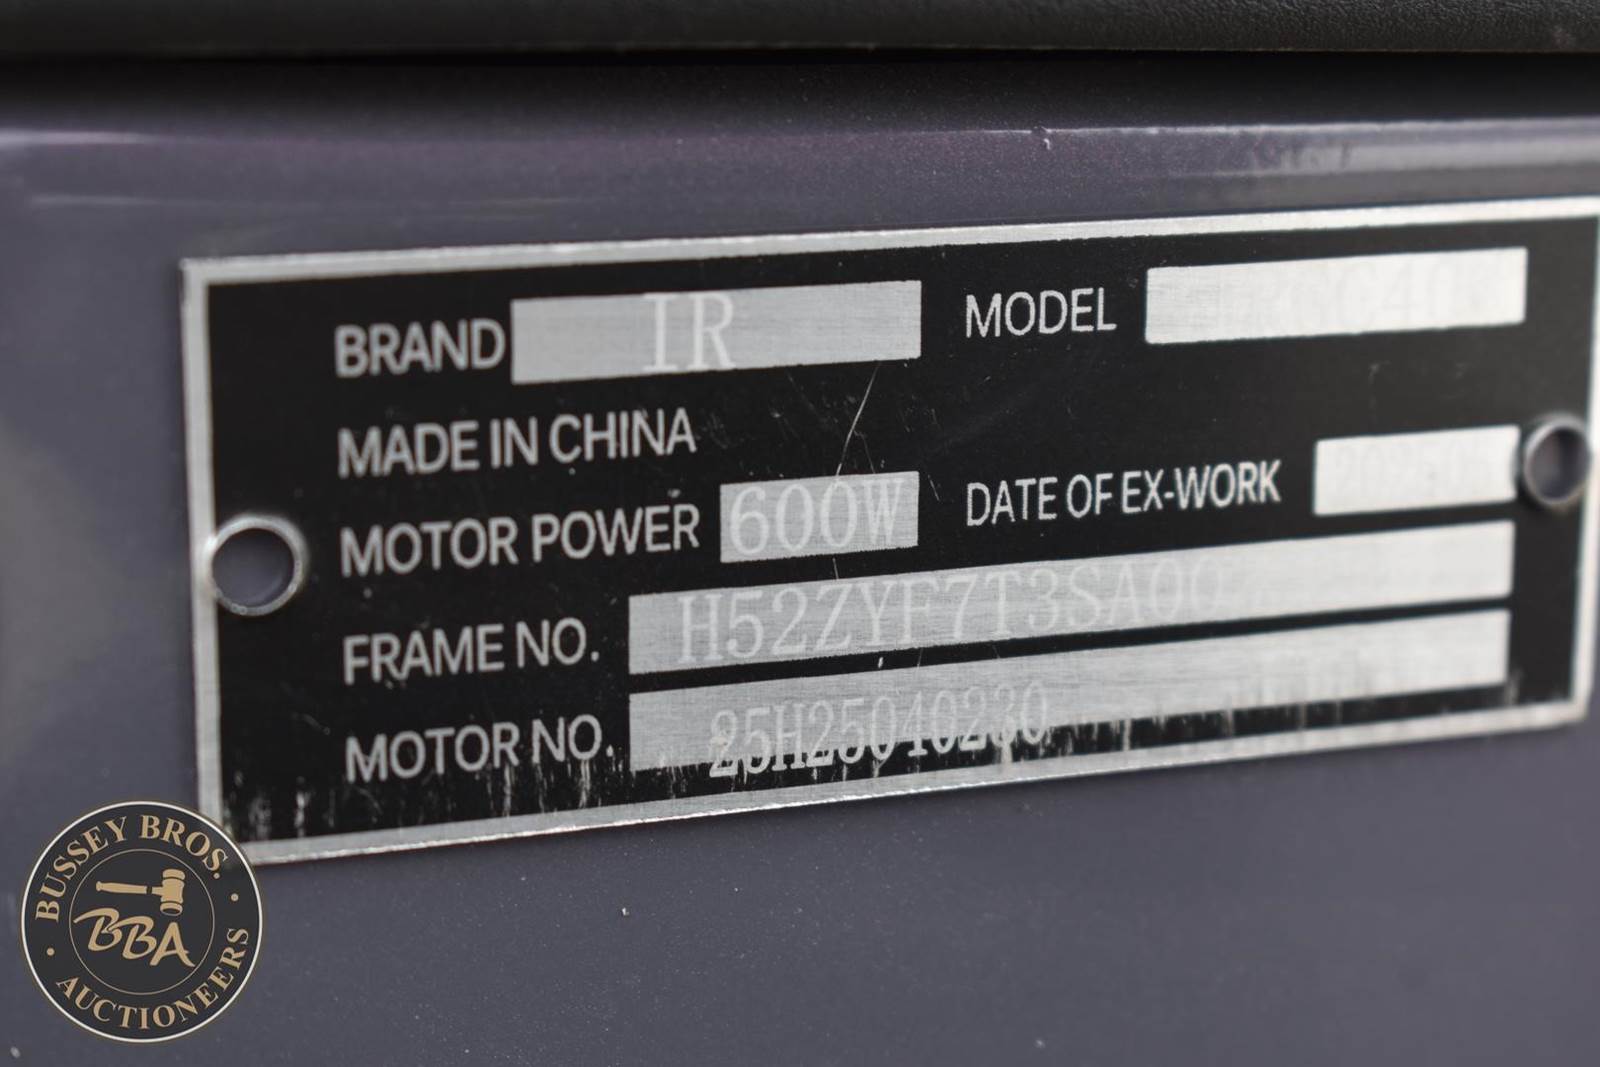 BRAND IR MODEL
MADE IN CHINA
MOTOR POWER 600W DATE OF EX-WORK
FRAME NO.
MOTOR NO. 25H25040230
BUSSEY BROS.
BBA
AUCTIONEERS